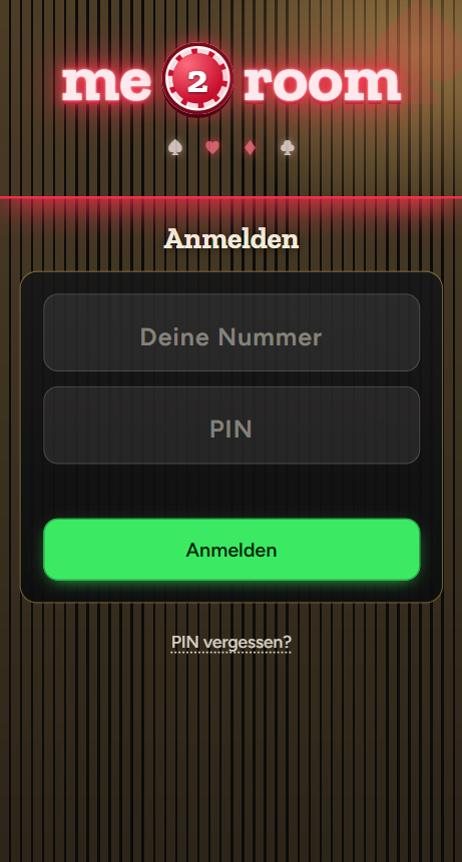 me 2 room
Anmelden
Deine Nummer
PIN
Anmelden
PIN vergessen?